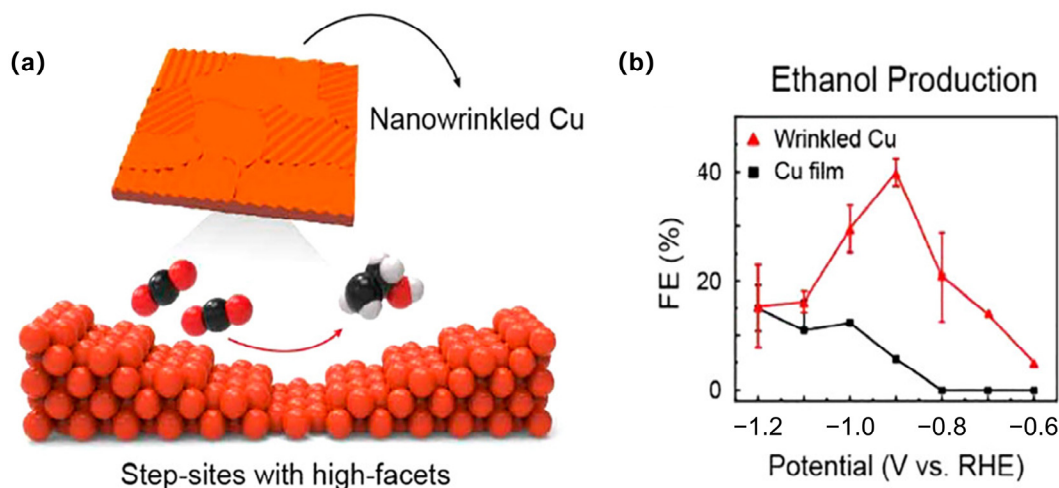 (a)
Nanowrinkled Cu
Step-sites with high-facets
(b)
Ethanol Production
Wrinkled Cu
Cu film
FE (%)
40
20
0
−1.2 −1.0 −0.8 −0.6
Potential (V vs. RHE)